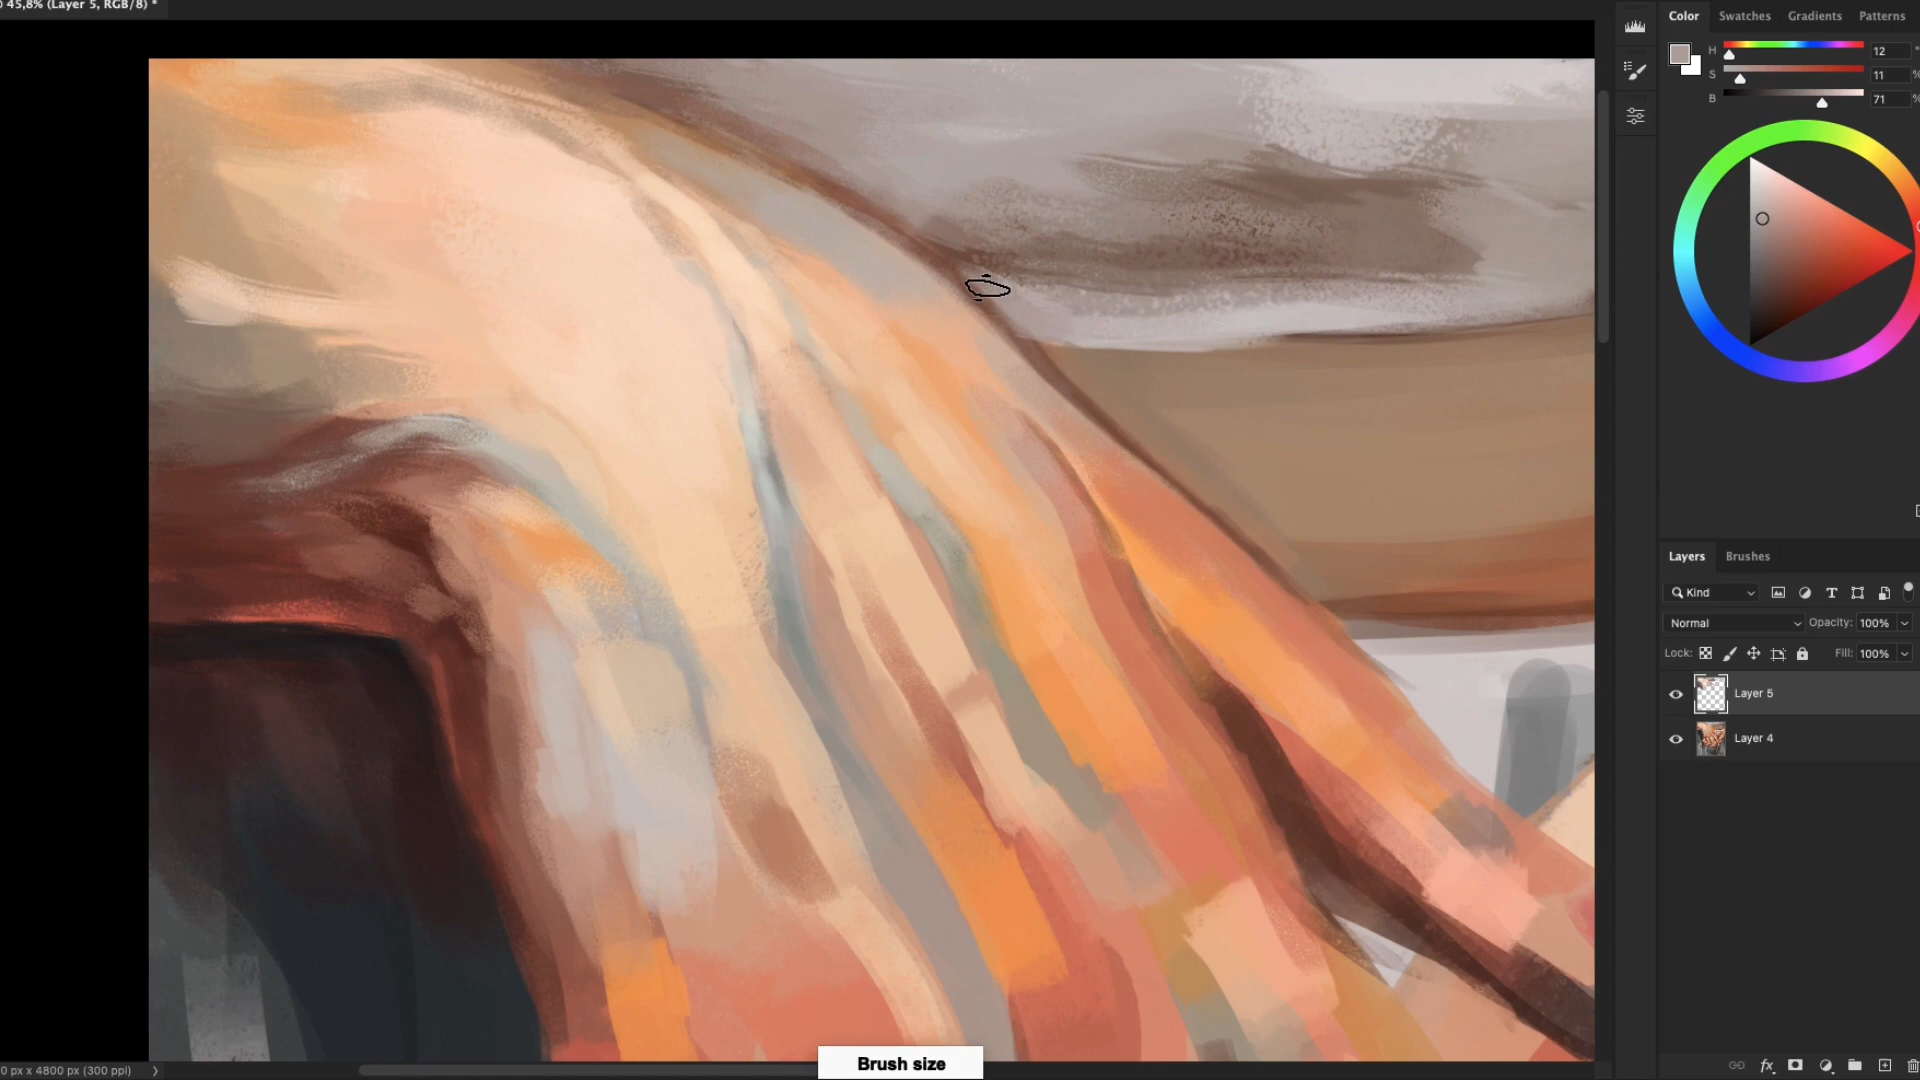 45,8% (Layer 5, RGB/8) *
Color Swatches Gradients Patterns
H 12 °
S 11 %
B 71 %
Layers Brushes
Kind
Normal Opacity: 100%
Lock: Fill: 100%
Layer 5
Layer 4
fx
0 px x 4800 px (300 ppi)
Brush size